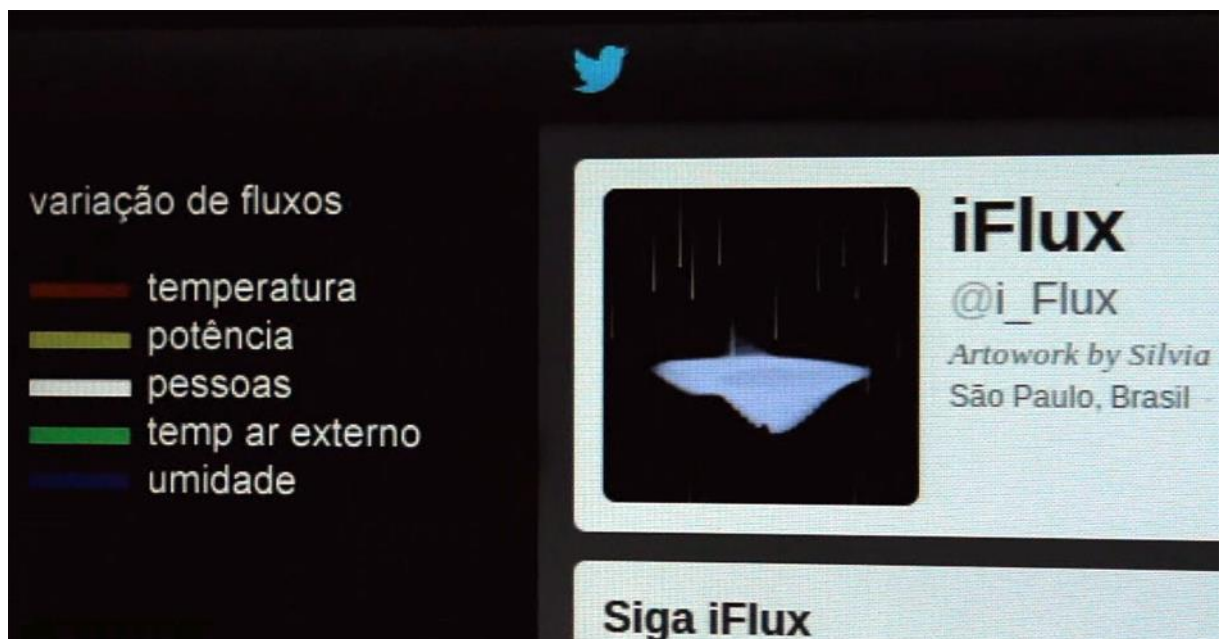 variação de fluxos
temperatura
potência
pessoas
temp ar externo
umidade
iFlux
@i_Flux
Artowork by Silvia
São Paulo, Brasil
Siga iFlux